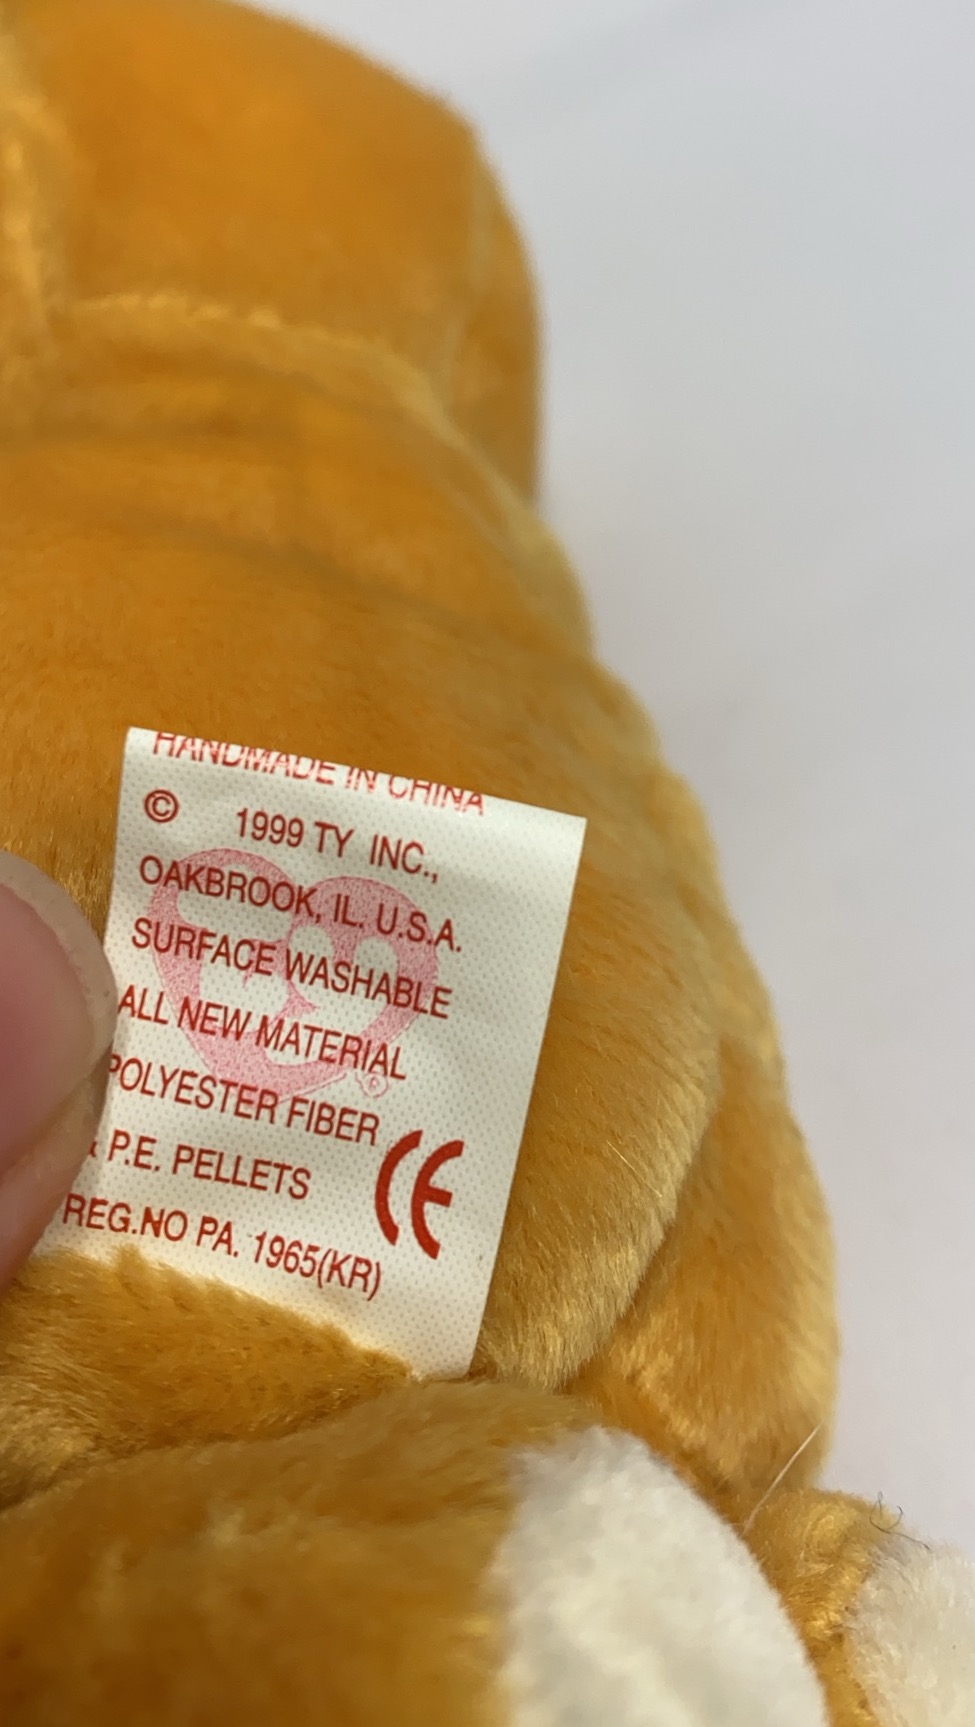 HANDMADE IN CHINA
© 1999 TY INC.,
OAKBROOK, IL. U.S.A.
SURFACE WASHABLE
ALL NEW MATERIAL
POLYESTER FIBER
& P.E. PELLETS
REG.NO PA. 1965(KR)
CE
ty
®